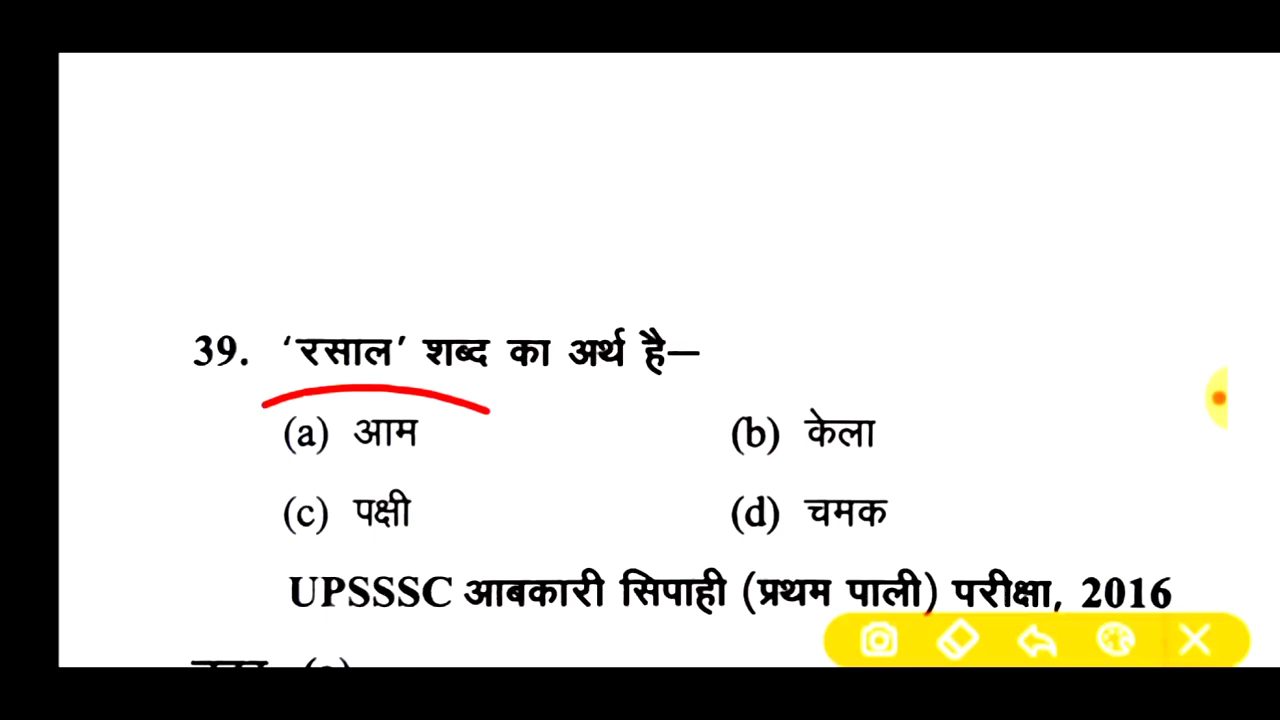 39. ‘रसाल’ शब्द का अर्थ है—
(a) आम (b) केला
(c) पक्षी (d) चमक
UPSSSC आबकारी सिपाही (प्रथम पाली) परीक्षा, 2016